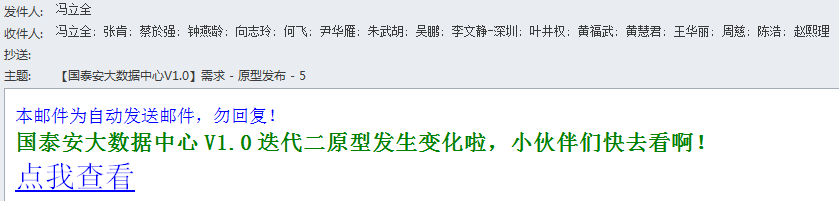 发件人: 冯立全
收件人: 冯立全; 张肯; 蔡於强; 钟燕龄; 向志玲; 何飞; 尹华雁; 朱武胡; 吴鹏; 李文静-深圳; 叶井权; 黄福武; 黄慧君; 王华丽; 周慈; 陈浩; 赵熙理
抄送:
主题: 【国泰安大数据中心V1.0】需求 - 原型发布 - 5
本邮件为自动发送邮件，勿回复！
国泰安大数据中心 V1.0 迭代二原型发生变化啦，小伙伴们快去看啊！
点我查看